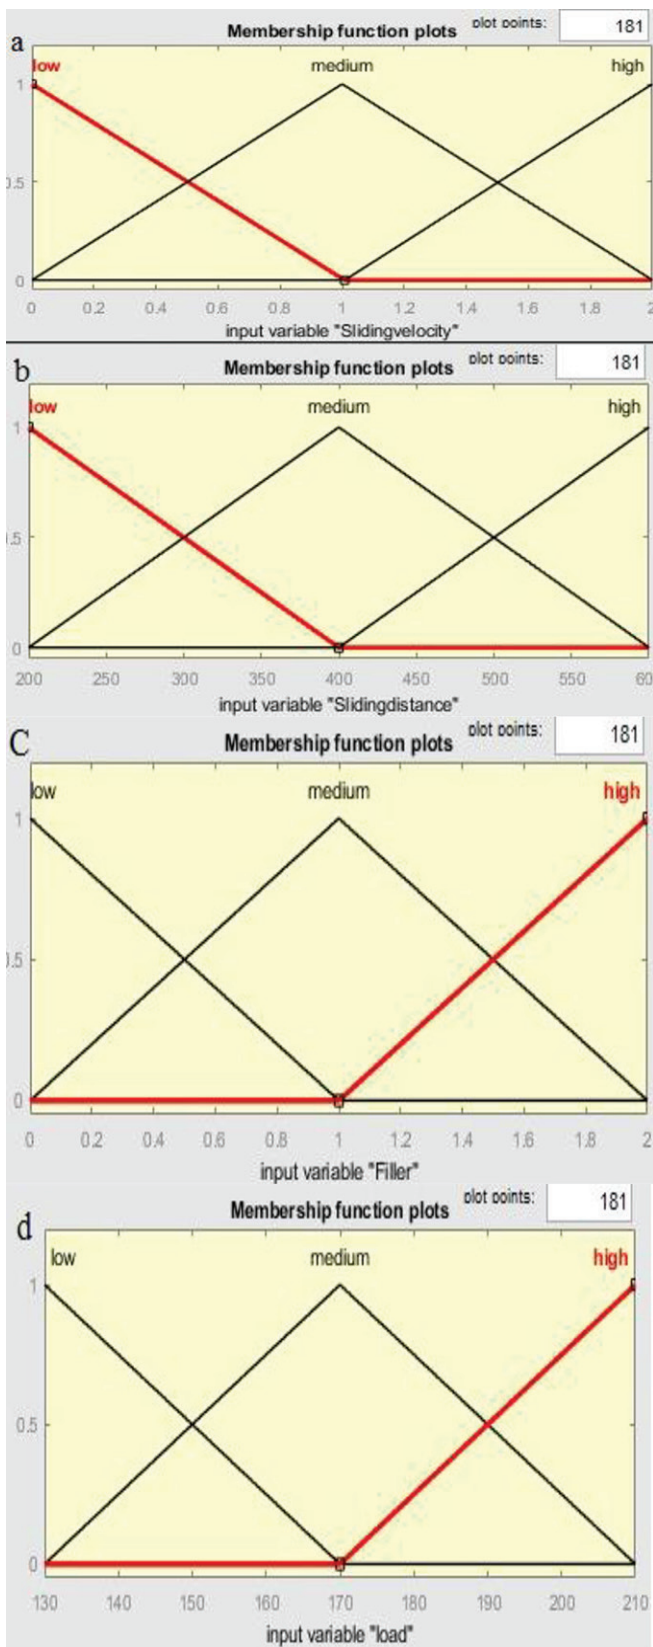 a
Membership function plots
plot points:
181
low
medium
high
1
0.5
0
0 0.2 0.4 0.6 0.8 1 1.2 1.4 1.6 1.8 2
input variable "Slidingvelocity"
b
Membership function plots
plot points:
181
low
medium
high
1
.5
0
200 250 300 350 400 450 500 550 60
input variable "Slidingdistance"
C
Membership function plots
plot points:
181
low
medium
high
1
0.5
0
0 0.2 0.4 0.6 0.8 1 1.2 1.4 1.6 1.8 2
input variable "Filler"
d
Membership function plots
plot points:
181
low
medium
high
1
0.5
0
130 140 150 160 170 180 190 200 210
input variable "load"